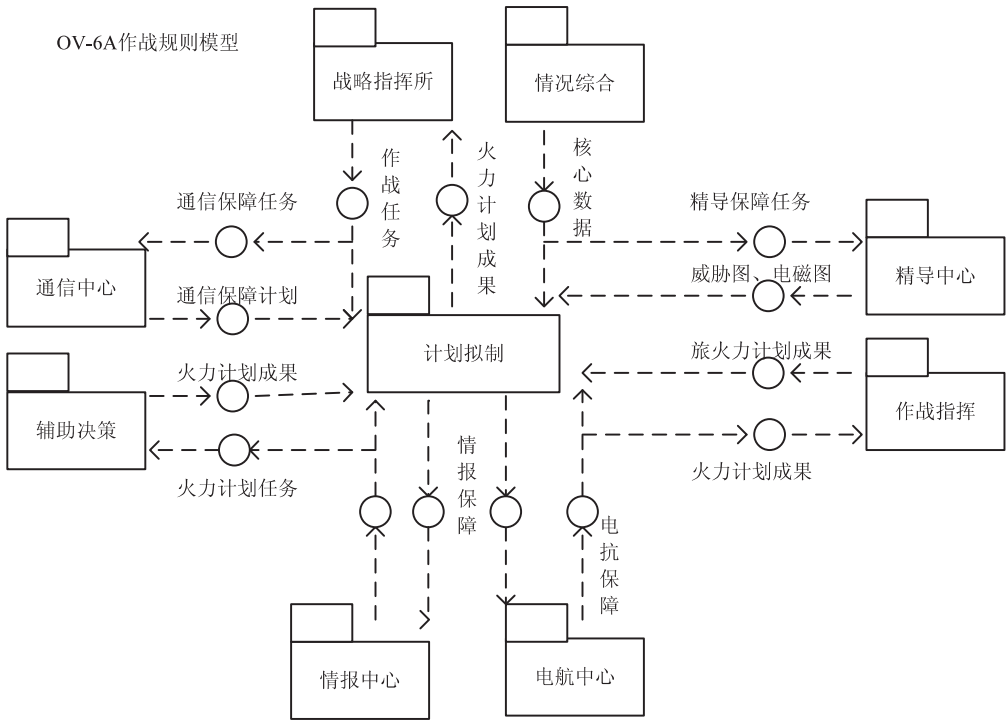 OV-6A作战规则模型
战略指挥所
情况综合
作战任务
火力计划成果
核心数据
通信保障任务
精导保障任务
通信中心
精导中心
通信保障计划
威胁图、电磁图
计划拟制
火力计划成果
旅火力计划成果
辅助决策
作战指挥
火力计划任务
火力计划成果
情报保障
电抗保障
情报中心
电航中心